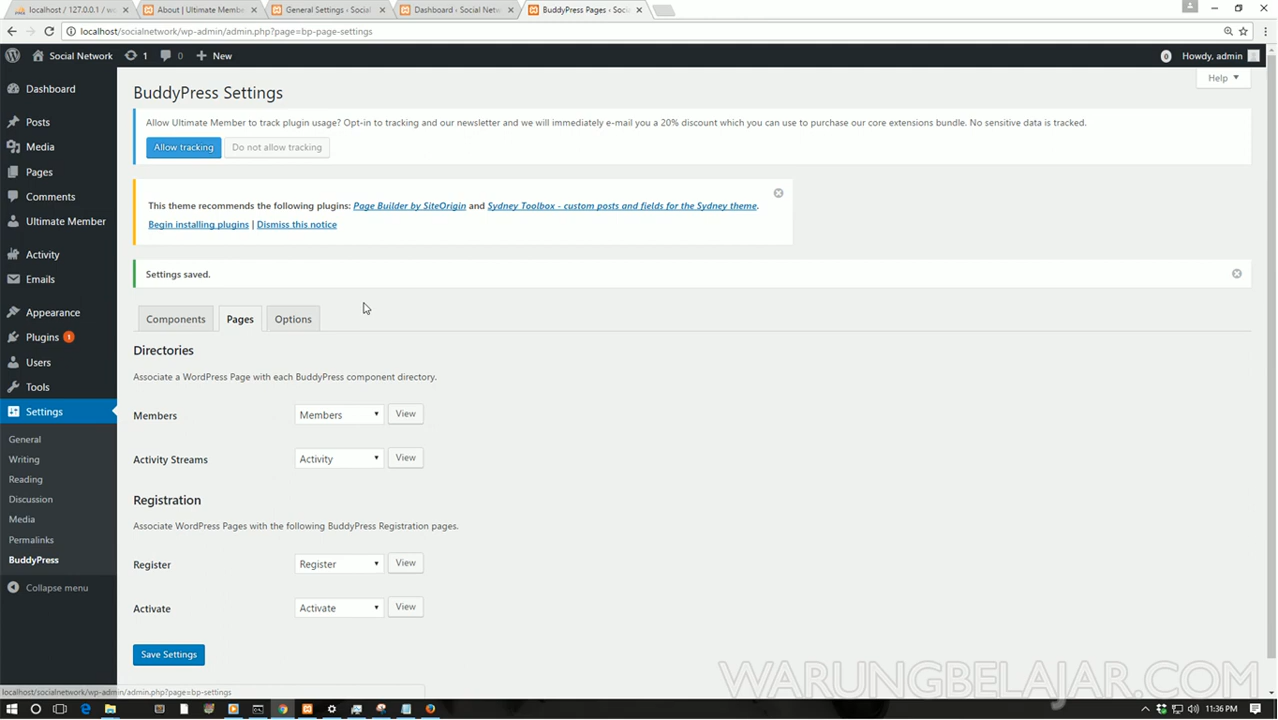 localhost / 127.0.0.1 / w
About | Ultimate Membe
General Settings ‹ Social
Dashboard ‹ Social Netw
BuddyPress Pages ‹ Soci
localhost/socialnetwork/wp-admin/admin.php?page=bp-page-settings
Social Network
1
0
New
0
Howdy, admin
Help
Dashboard
Posts
Media
Pages
Comments
Ultimate Member
Activity
Emails
Appearance
Plugins 1
Users
Tools
Settings
General
Writing
Reading
Discussion
Media
Permalinks
BuddyPress
Collapse menu
BuddyPress Settings
Allow Ultimate Member to track plugin usage? Opt-in to tracking and our newsletter and we will immediately e-mail you a 20% discount which you can use to purchase our core extensions bundle. No sensitive data is tracked.
Allow tracking
Do not allow tracking
This theme recommends the following plugins: Page Builder by SiteOrigin and Sydney Toolbox - custom posts and fields for the Sydney theme.
Begin installing plugins | Dismiss this notice
Settings saved.
Components
Pages
Options
Directories
Associate a WordPress Page with each BuddyPress component directory.
Members
Members
View
Activity Streams
Activity
View
Registration
Associate WordPress Pages with the following BuddyPress Registration pages.
Register
Register
View
Activate
Activate
View
Save Settings
WARUNGBELAJAR.COM
localhost/socialnetwork/wp-admin/admin.php?page=bp-settings
11:36 PM